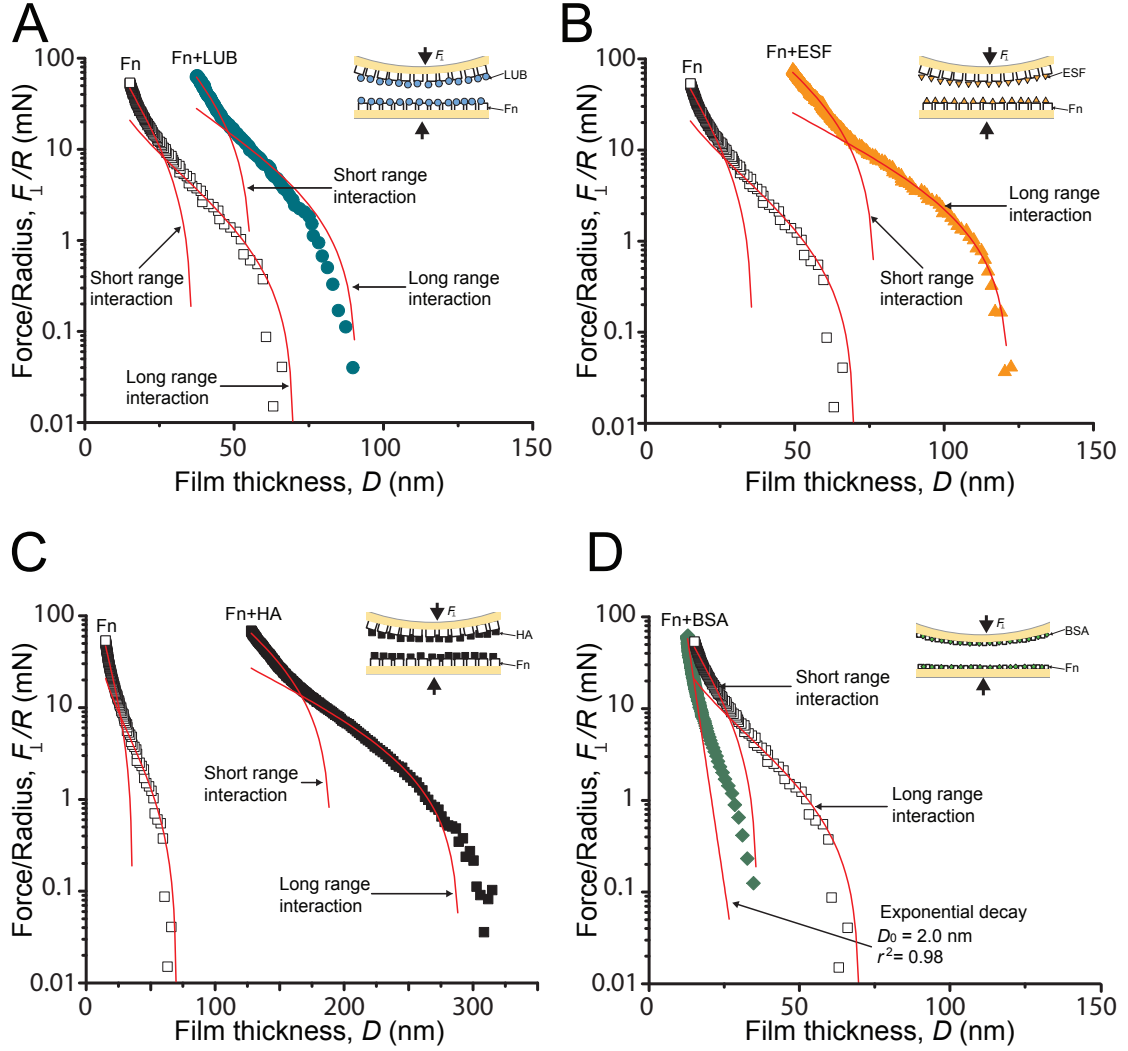 A
Fn
Fn+LUB
F⊥
LUB
Fn
Short range
interaction
Short range
interaction
Long range
interaction
Long range
interaction
100
10
1
0.1
0.01
0
50
100
150
Force/Radius, F⊥/R (mN)
Film thickness, D (nm)
B
Fn
Fn+ESF
F⊥
ESF
Fn
Long range
interaction
Short range
interaction
100
10
1
0.1
0.01
0
50
100
150
Force/Radius, F⊥/R (mN)
Film thickness, D (nm)
C
Fn
Fn+HA
F⊥
HA
Fn
Short range
interaction
Long range
interaction
100
10
1
0.1
0.01
0
100
200
300
Force/Radius, F⊥/R (mN)
Film thickness, D (nm)
D
Fn+BSA
F⊥
BSA
Fn
Short range
interaction
Long range
interaction
Exponential decay
D0 = 2.0 nm
r²= 0.98
100
10
1
0.1
0.01
0
50
100
150
Force/Radius, F⊥/R (mN)
Film thickness, D (nm)